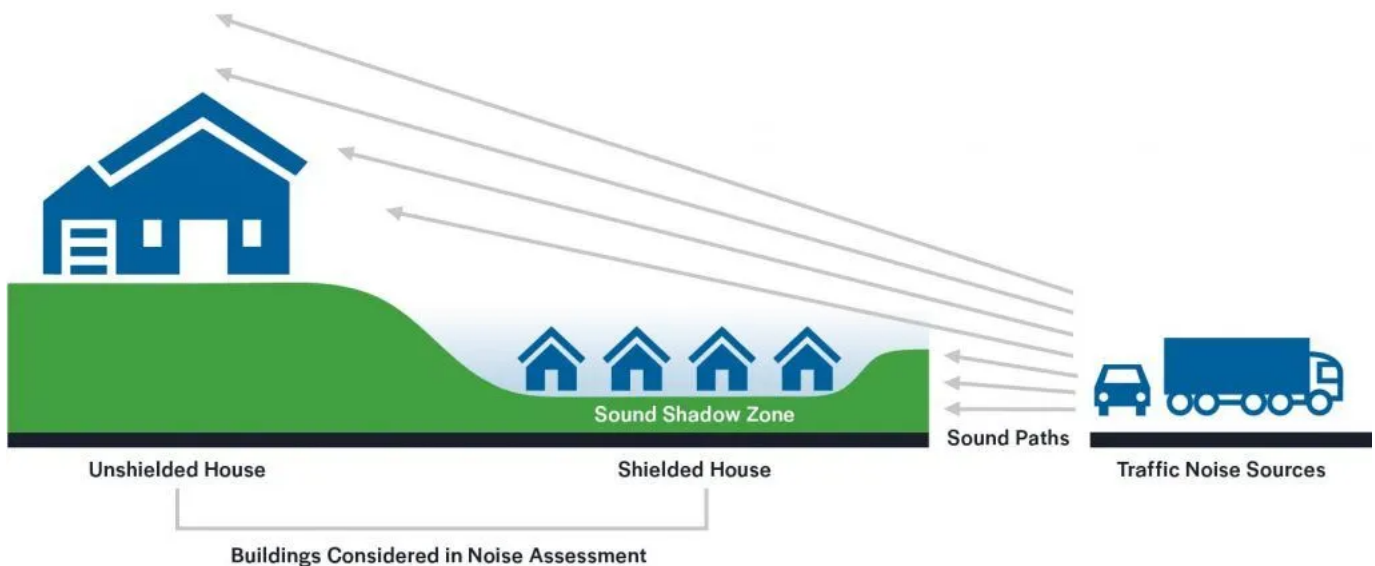 Sound Shadow Zone
Sound Paths
Unshielded House
Shielded House
Traffic Noise Sources
Buildings Considered in Noise Assessment